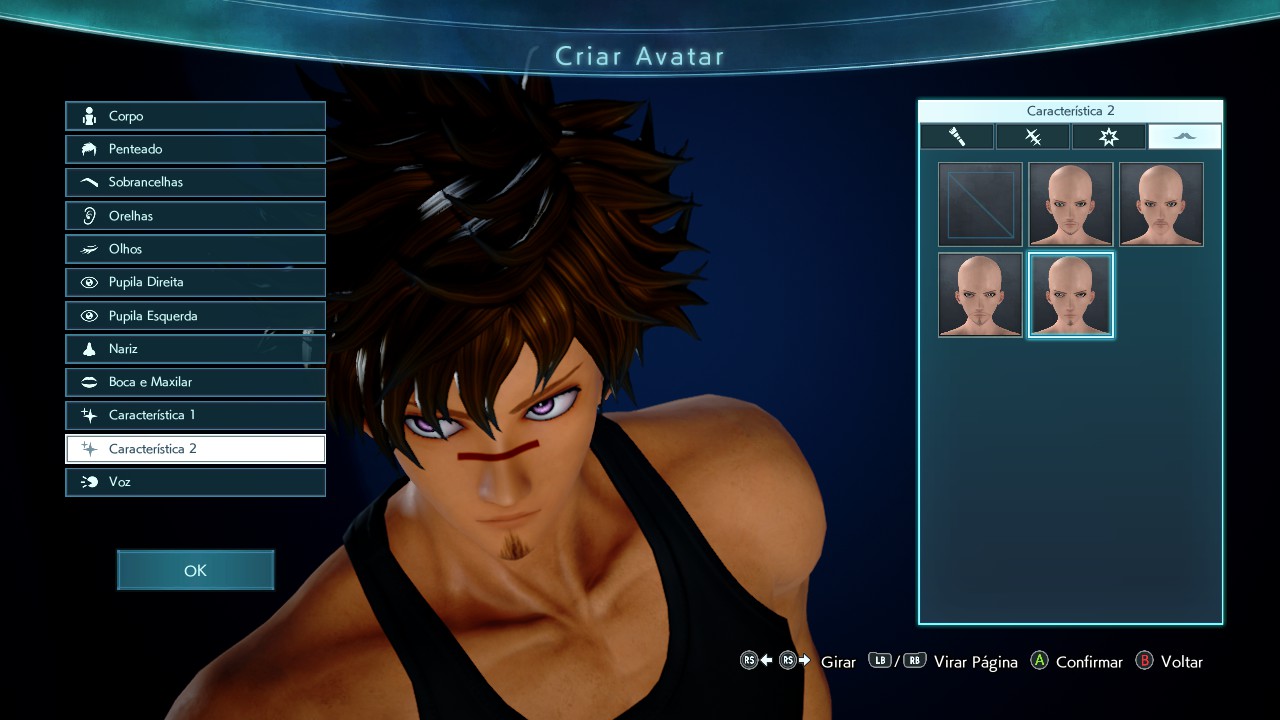 Criar Avatar
Corpo
Penteado
Sobrancelhas
Orelhas
Olhos
Pupila Direita
Pupila Esquerda
Nariz
Boca e Maxilar
Característica 1
Característica 2
Voz
OK
Característica 2
RS RS Girar LB / RB Virar Página A Confirmar B Voltar